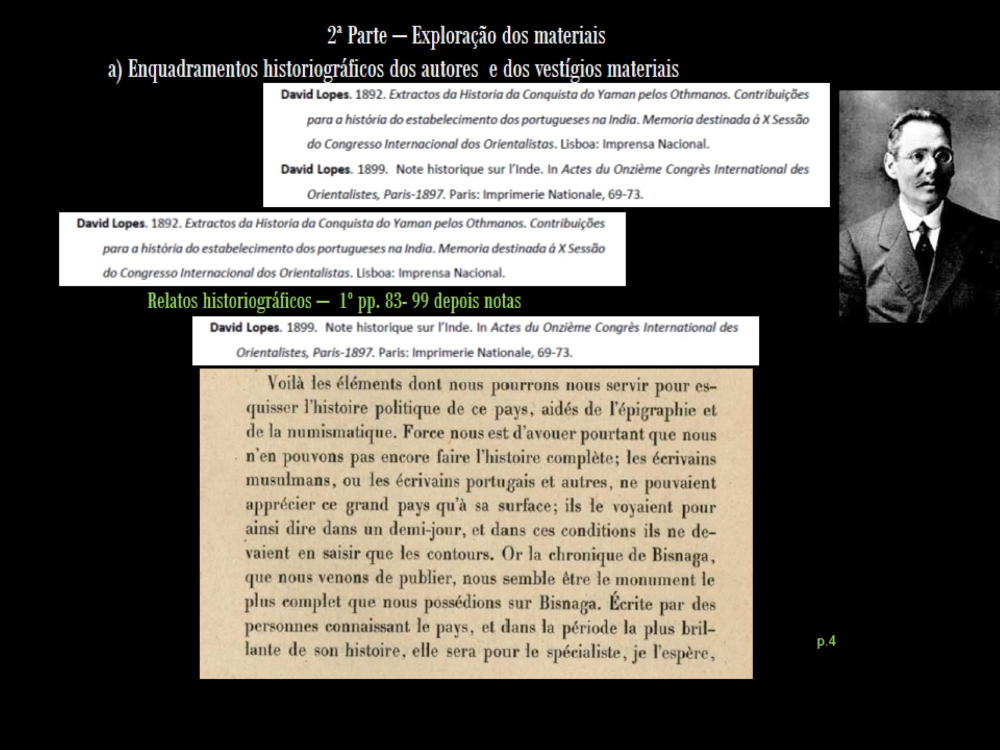 2ª Parte – Exploração dos materiais
a) Enquadramentos historiográficos dos autores e dos vestígios materiais
David Lopes. 1892. Extractos da Historia da Conquista do Yaman pelos Othmanos. Contribuições
para a história do estabelecimento dos portugueses na India. Memoria destinada á X Sessão
do Congresso Internacional dos Orientalistas. Lisboa: Imprensa Nacional.
David Lopes. 1899. Note historique sur l'Inde. In Actes du Onzième Congrès International des
Orientalistes, Paris-1897. Paris: Imprimerie Nationale, 69-73.
David Lopes. 1892. Extractos da Historia da Conquista do Yaman pelos Othmanos. Contribuições
para a história do estabelecimento dos portugueses na India. Memoria destinada á X Sessão
do Congresso Internacional dos Orientalistas. Lisboa: Imprensa Nacional.
Relatos historiográficos – 1º pp. 83- 99 depois notas
David Lopes. 1899. Note historique sur l'Inde. In Actes du Onzième Congrès International des
Orientalistes, Paris-1897. Paris: Imprimerie Nationale, 69-73.
Voilà les éléments dont nous pourrons nous servir pour es-
quisser l'histoire politique de ce pays, aidés de l'épigraphie et
de la numismatique. Force nous est d'avouer pourtant que nous
n'en pouvons pas encore faire l'histoire complète; les écrivains
musulmans, ou les écrivains portugais et autres, ne pouvaient
apprécier ce grand pays qu'à sa surface; ils le voyaient pour
ainsi dire dans un demi-jour, et dans ces conditions ils ne de-
vaient en saisir que les contours. Or la chronique de Bisnaga,
que nous venons de publier, nous semble être le monument le
plus complet que nous possédions sur Bisnaga. Écrite par des
personnes connaissant le pays, et dans la période la plus bril-
lante de son histoire, elle sera pour le spécialiste, je l'espère,
p.4